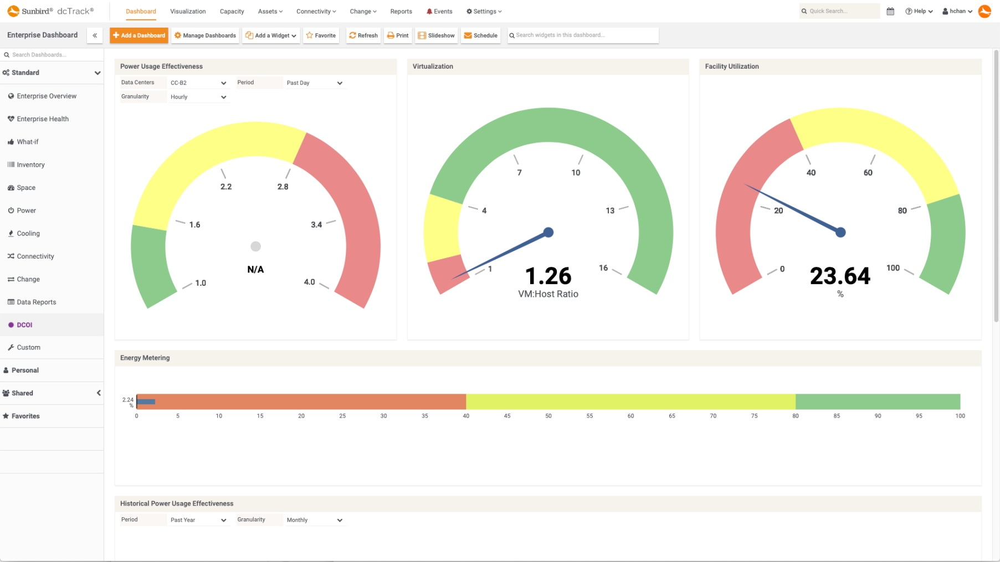 Sunbird® dcTrack®
Dashboard Visualization Capacity Assets Connectivity Change Reports Events Settings
Quick Search... Help hchan
Enterprise Dashboard
«
Add a Dashboard Manage Dashboards Add a Widget Favorite Refresh Print Slideshow Schedule Search widgets in this dashboard...
Search Dashboards...
Standard
Enterprise Overview
Enterprise Health
What-if
Inventory
Space
Power
Cooling
Connectivity
Change
Data Reports
DCOI
Custom
Personal
Shared
Favorites
Power Usage Effectiveness
Data Centers CC-B2 Period Past Day
Granularity Hourly
2.2 2.8
1.6 3.4
N/A
1.0 4.0
Virtualization
7 10
4 13
1 16
1.26
VM:Host Ratio
Facility Utilization
40 60
20 80
0 100
23.64
%
Energy Metering
2.24
%
0 5 10 15 20 25 30 35 40 45 50 55 60 65 70 75 80 85 90 95 100
Historical Power Usage Effectiveness
Period Past Year Granularity Monthly